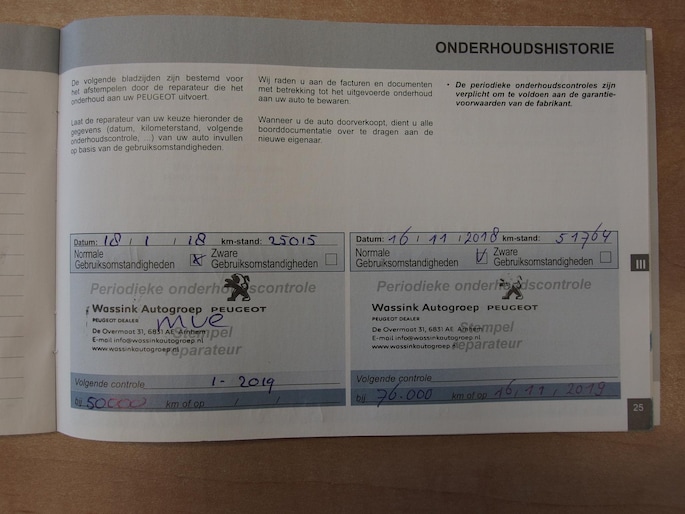 ONDERHOUDSHISTORIE
De volgende bladzijden zijn bestemd voor
het afstempelen door de reparateur die het
onderhoud aan uw PEUGEOT uitvoert.
Laat de reparateur van uw keuze hieronder de
gegevens (datum, kilometerstand, volgende
onderhoudscontrole, ...) van uw auto invullen
op basis van de gebruiksomstandigheden.
Wij raden u aan de facturen en documenten
met betrekking tot het uitgevoerde onderhoud
aan uw auto te bewaren.
Wanneer u de auto doorverkoopt, dient u alle
boorddocumentatie over te dragen aan de
nieuwe eigenaar.
• De periodieke onderhoudscontroles zijn
verplicht om te voldoen aan de garantie-
voorwaarden van de fabrikant.
Datum: 18 / 1 / 18 km-stand: 25015
Normale Gebruiksomstandigheden x Zware Gebruiksomstandigheden
Periodieke onderhoudscontrole
Wassink Autogroep
PEUGEOT DEALER
mve
De Overmaat 31, 6831 AE Arnhem
E-mail info@wassinkautogroep.nl
www.wassinkautogroep.nl
Stempel
reparateur
Volgende controle 1 - 2019
bij 50000 km of op / /
Datum: 16 / 11 / 2018 km-stand: 51764
Normale Gebruiksomstandigheden V Zware Gebruiksomstandigheden
Periodieke onderhoudscontrole
Wassink Autogroep PEUGEOT
PEUGEOT DEALER
De Overmaat 31, 6831 AE Arnhem
E-mail info@wassinkautogroep.nl
www.wassinkautogroep.nl
Stempel
reparateur
Volgende controle
bij 76.000 km of op 16 / 11 / 2019
III
25